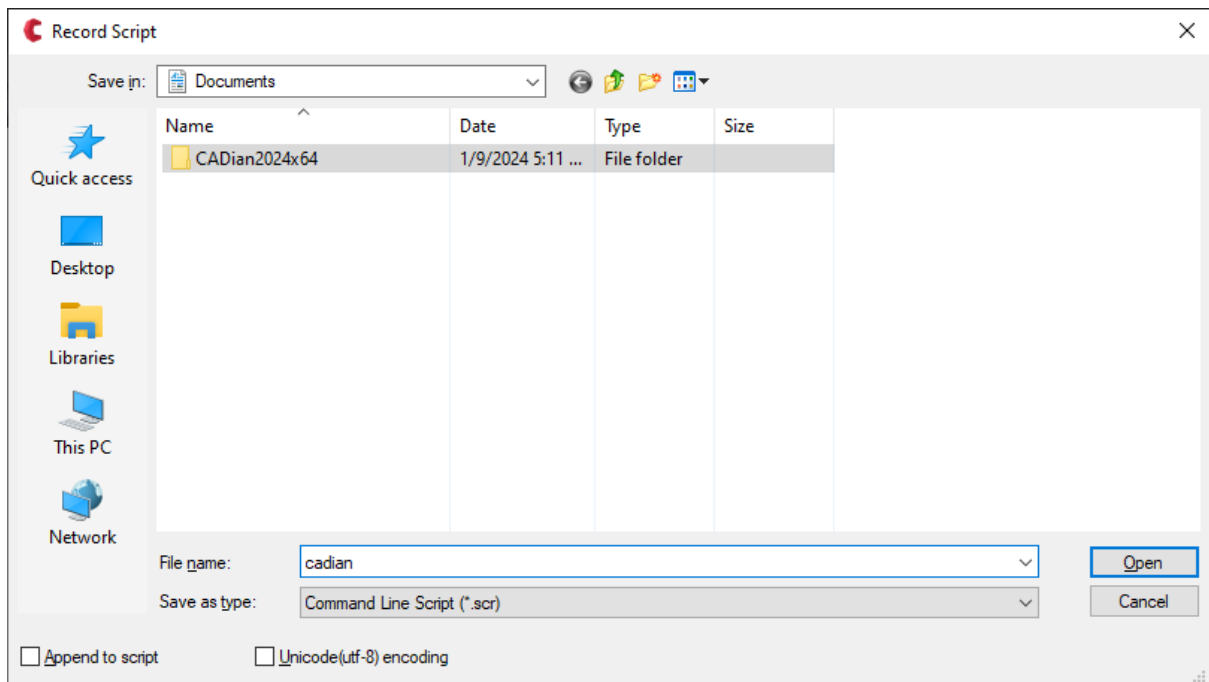 Record Script
Save in: Documents
Name Date Type Size
CADian2024x64 1/9/2024 5:11 ... File folder
Quick access
Desktop
Libraries
This PC
Network
File name: cadian Open
Save as type: Command Line Script (*.scr) Cancel
Append to script Unicode(utf-8) encoding